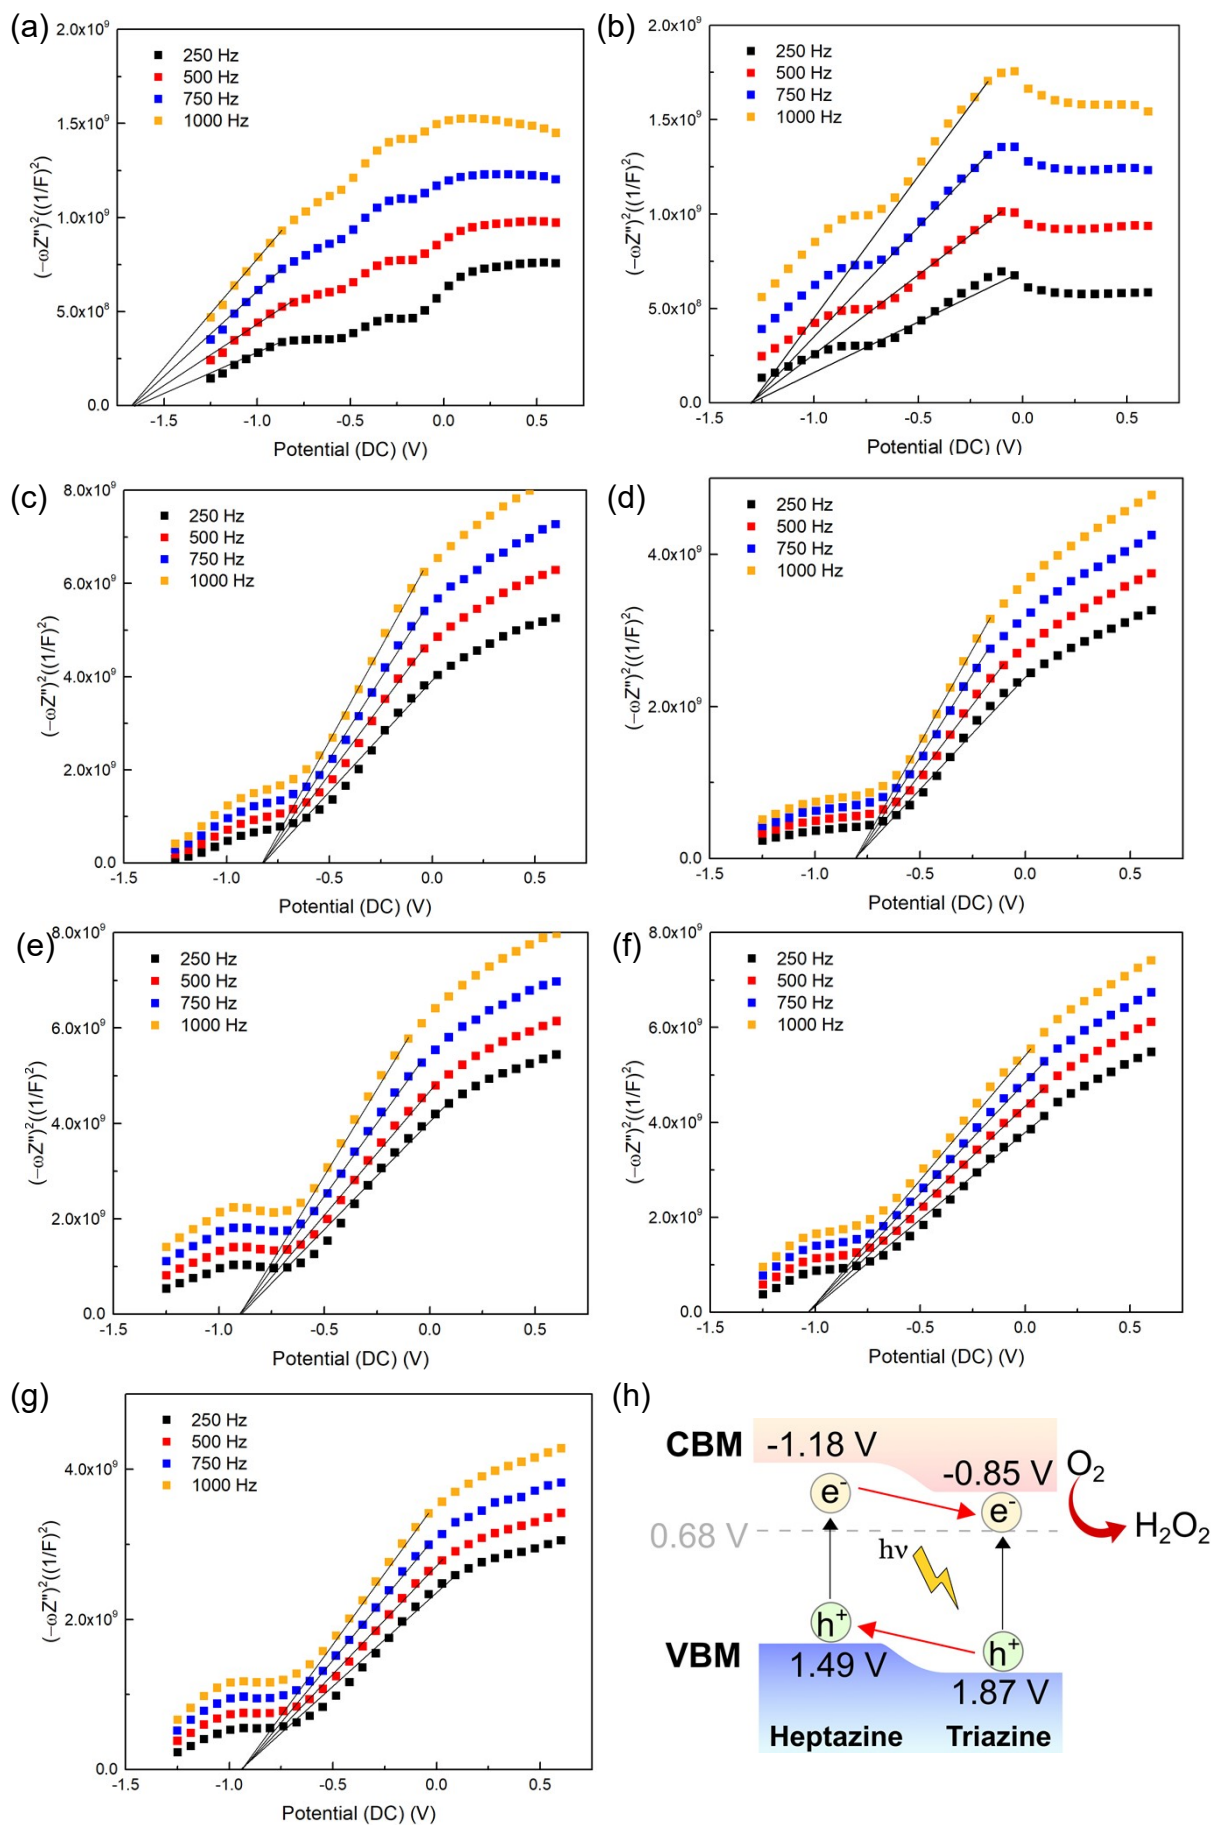 (a)
2.0x10⁹
1.5x10⁹
1.0x10⁹
5.0x10⁸
0.0
(−ωZ")²((1/F)²)
250 Hz
500 Hz
750 Hz
1000 Hz
-1.5 -1.0 -0.5 0.0 0.5
Potential (DC) (V)
(b)
2.0x10⁹
1.5x10⁹
1.0x10⁹
5.0x10⁸
0.0
(−ωZ")²((1/F)²)
250 Hz
500 Hz
750 Hz
1000 Hz
-1.5 -1.0 -0.5 0.0 0.5
Potential (DC) (V)
(c)
8.0x10⁹
6.0x10⁹
4.0x10⁹
2.0x10⁹
0.0
(−ωZ")²((1/F)²)
250 Hz
500 Hz
750 Hz
1000 Hz
-1.5 -1.0 -0.5 0.0 0.5
Potential (DC) (V)
(d)
4.0x10⁹
2.0x10⁹
0.0
(−ωZ")²((1/F)²)
250 Hz
500 Hz
750 Hz
1000 Hz
-1.5 -1.0 -0.5 0.0 0.5
Potential (DC) (V)
(e)
8.0x10⁹
6.0x10⁹
4.0x10⁹
2.0x10⁹
0.0
(−ωZ")²((1/F)²)
250 Hz
500 Hz
750 Hz
1000 Hz
-1.5 -1.0 -0.5 0.0 0.5
Potential (DC) (V)
(f)
8.0x10⁹
6.0x10⁹
4.0x10⁹
2.0x10⁹
0.0
(−ωZ")²((1/F)²)
250 Hz
500 Hz
750 Hz
1000 Hz
-1.5 -1.0 -0.5 0.0 0.5
Potential (DC) (V)
(g)
4.0x10⁹
2.0x10⁹
0.0
(−ωZ")²((1/F)²)
250 Hz
500 Hz
750 Hz
1000 Hz
-1.5 -1.0 -0.5 0.0 0.5
Potential (DC) (V)
(h)
CBM -1.18 V
-0.85 V O₂
e⁻
e⁻
0.68 V
H₂O₂
hν
h⁺
h⁺
VBM
1.49 V
1.87 V
Heptazine Triazine